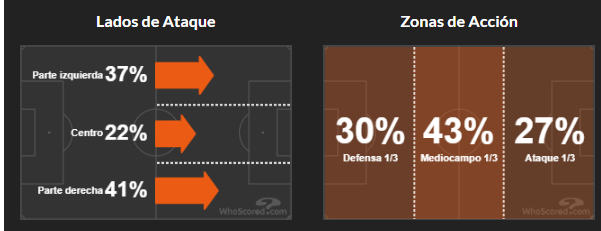 Lados de Ataque
Zonas de Acción
Parte izquierda 37%
Centro 22%
Parte derecha 41%
WhoScored.com
30% 43% 27%
Defensa 1/3 Mediocampo 1/3 Ataque 1/3
WhoScored.com